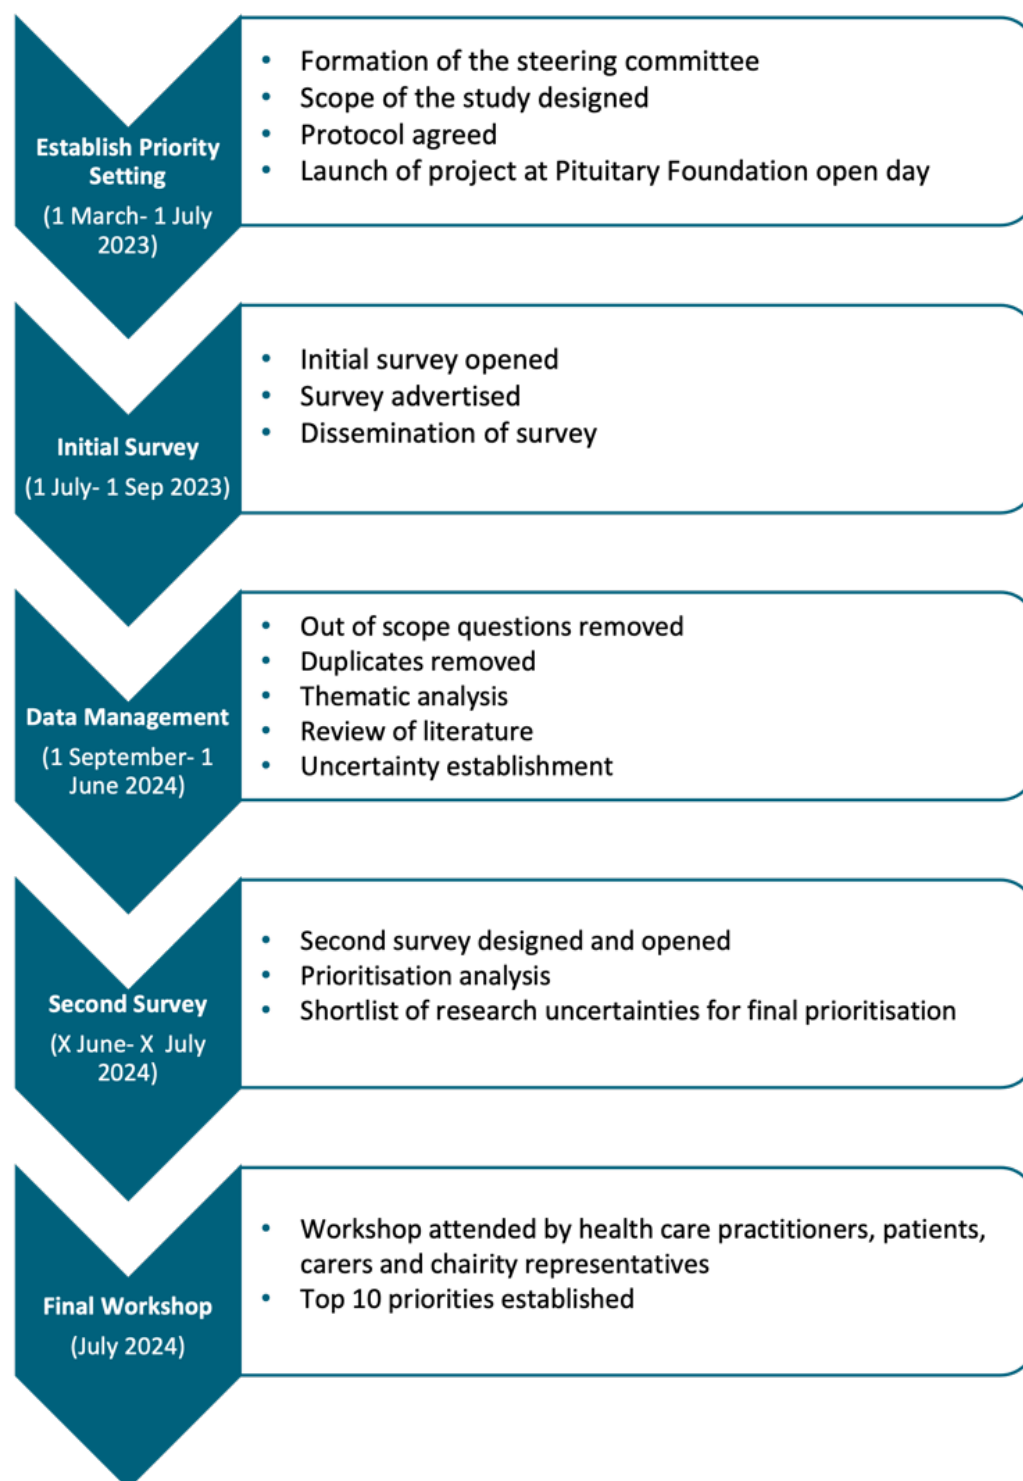 Establish Priority
Setting
(1 March- 1 July
2023)
• Formation of the steering committee
• Scope of the study designed
• Protocol agreed
• Launch of project at Pituitary Foundation open day
Initial Survey
(1 July- 1 Sep 2023)
• Initial survey opened
• Survey advertised
• Dissemination of survey
Data Management
(1 September- 1
June 2024)
• Out of scope questions removed
• Duplicates removed
• Thematic analysis
• Review of literature
• Uncertainty establishment
Second Survey
(X June- X  July
2024)
• Second survey designed and opened
• Prioritisation analysis
• Shortlist of research uncertainties for final prioritisation
Final Workshop
(July 2024)
• Workshop attended by health care practitioners, patients,
carers and chairity representatives
• Top 10 priorities established